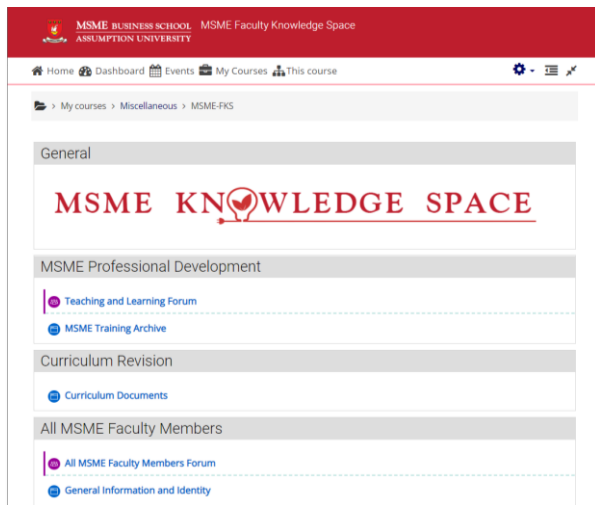 MSME BUSINESS SCHOOL MSME Faculty Knowledge Space
ASSUMPTION UNIVERSITY
Home Dashboard Events My Courses This course
> My courses > Miscellaneous > MSME-FKS
General
MSME KNOWLEDGE SPACE
MSME Professional Development
Teaching and Learning Forum
MSME Training Archive
Curriculum Revision
Curriculum Documents
All MSME Faculty Members
All MSME Faculty Members Forum
General Information and Identity